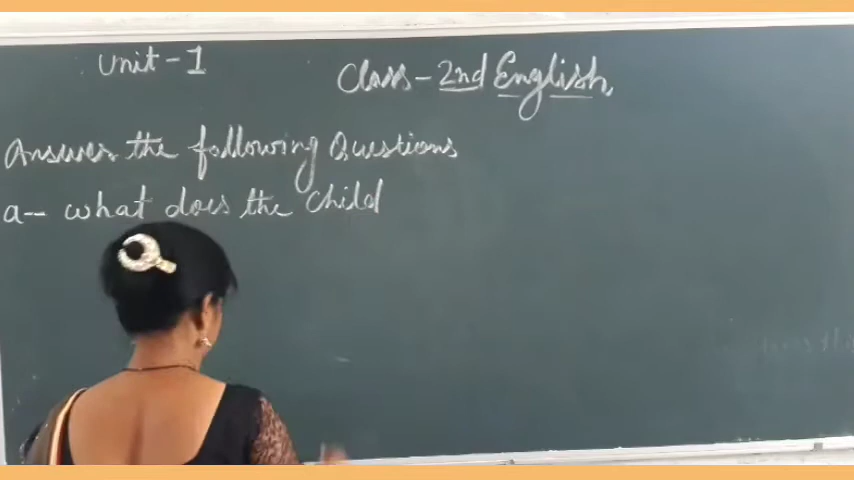 Unit-1
Class-2nd English.
Answer the following Questions
a-- what does the child